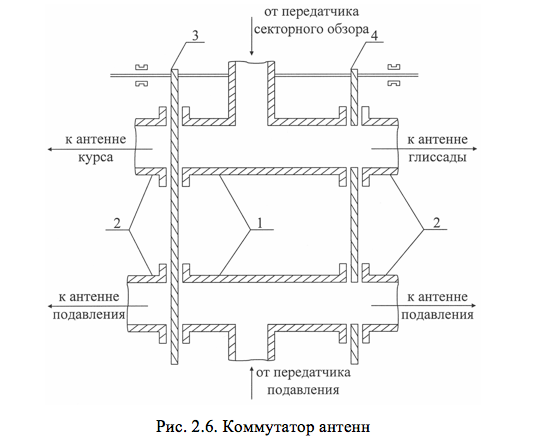 от передатчика
секторного обзора
3
4
к антенне
курса
к антенне
глиссады
2
1
2
к антенне
подавления
к антенне
подавления
от передатчика
подавления
Рис. 2.6. Коммутатор антенн